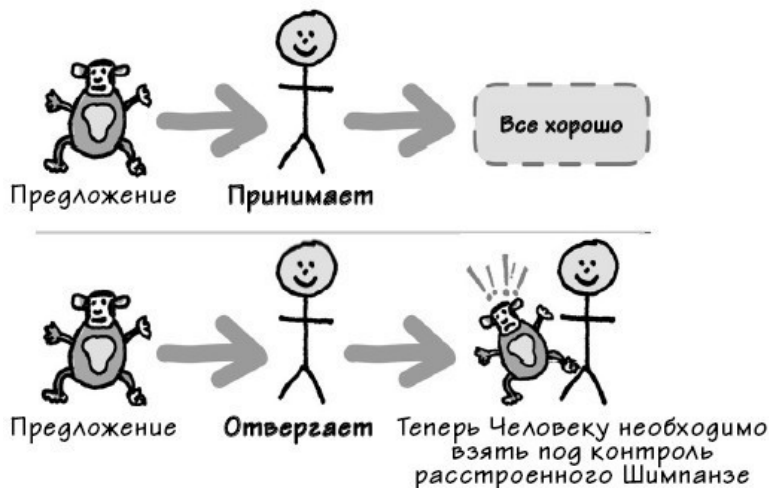 Все хорошо
Предложение
Принимает
Предложение
Отвергает
Теперь Человеку необходимо
взять под контроль
расстроенного Шимпанзе